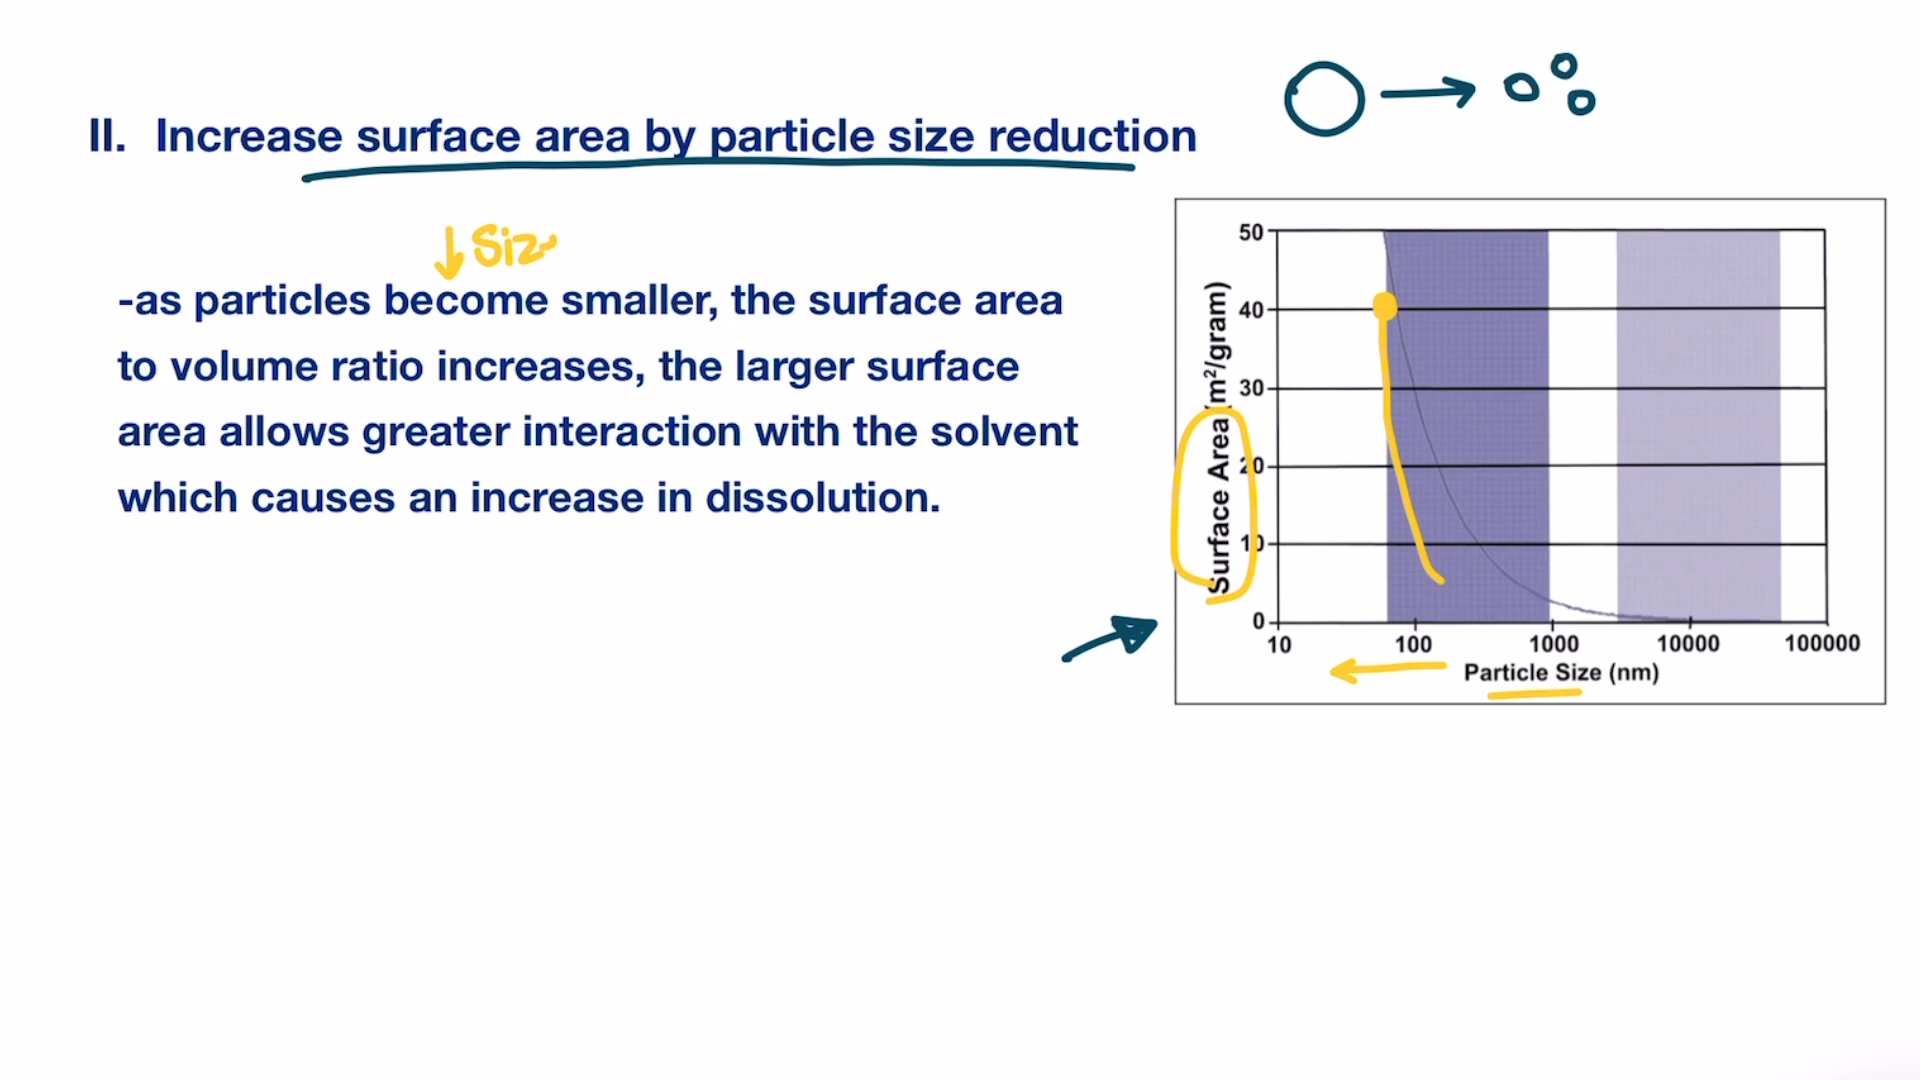 II. Increase surface area by particle size reduction
↓ Size
-as particles become smaller, the surface area
to volume ratio increases, the larger surface
area allows greater interaction with the solvent
which causes an increase in dissolution.
Surface Area (m²/gram)
50
40
30
20
10
0
10 100 1000 10000 100000
Particle Size (nm)